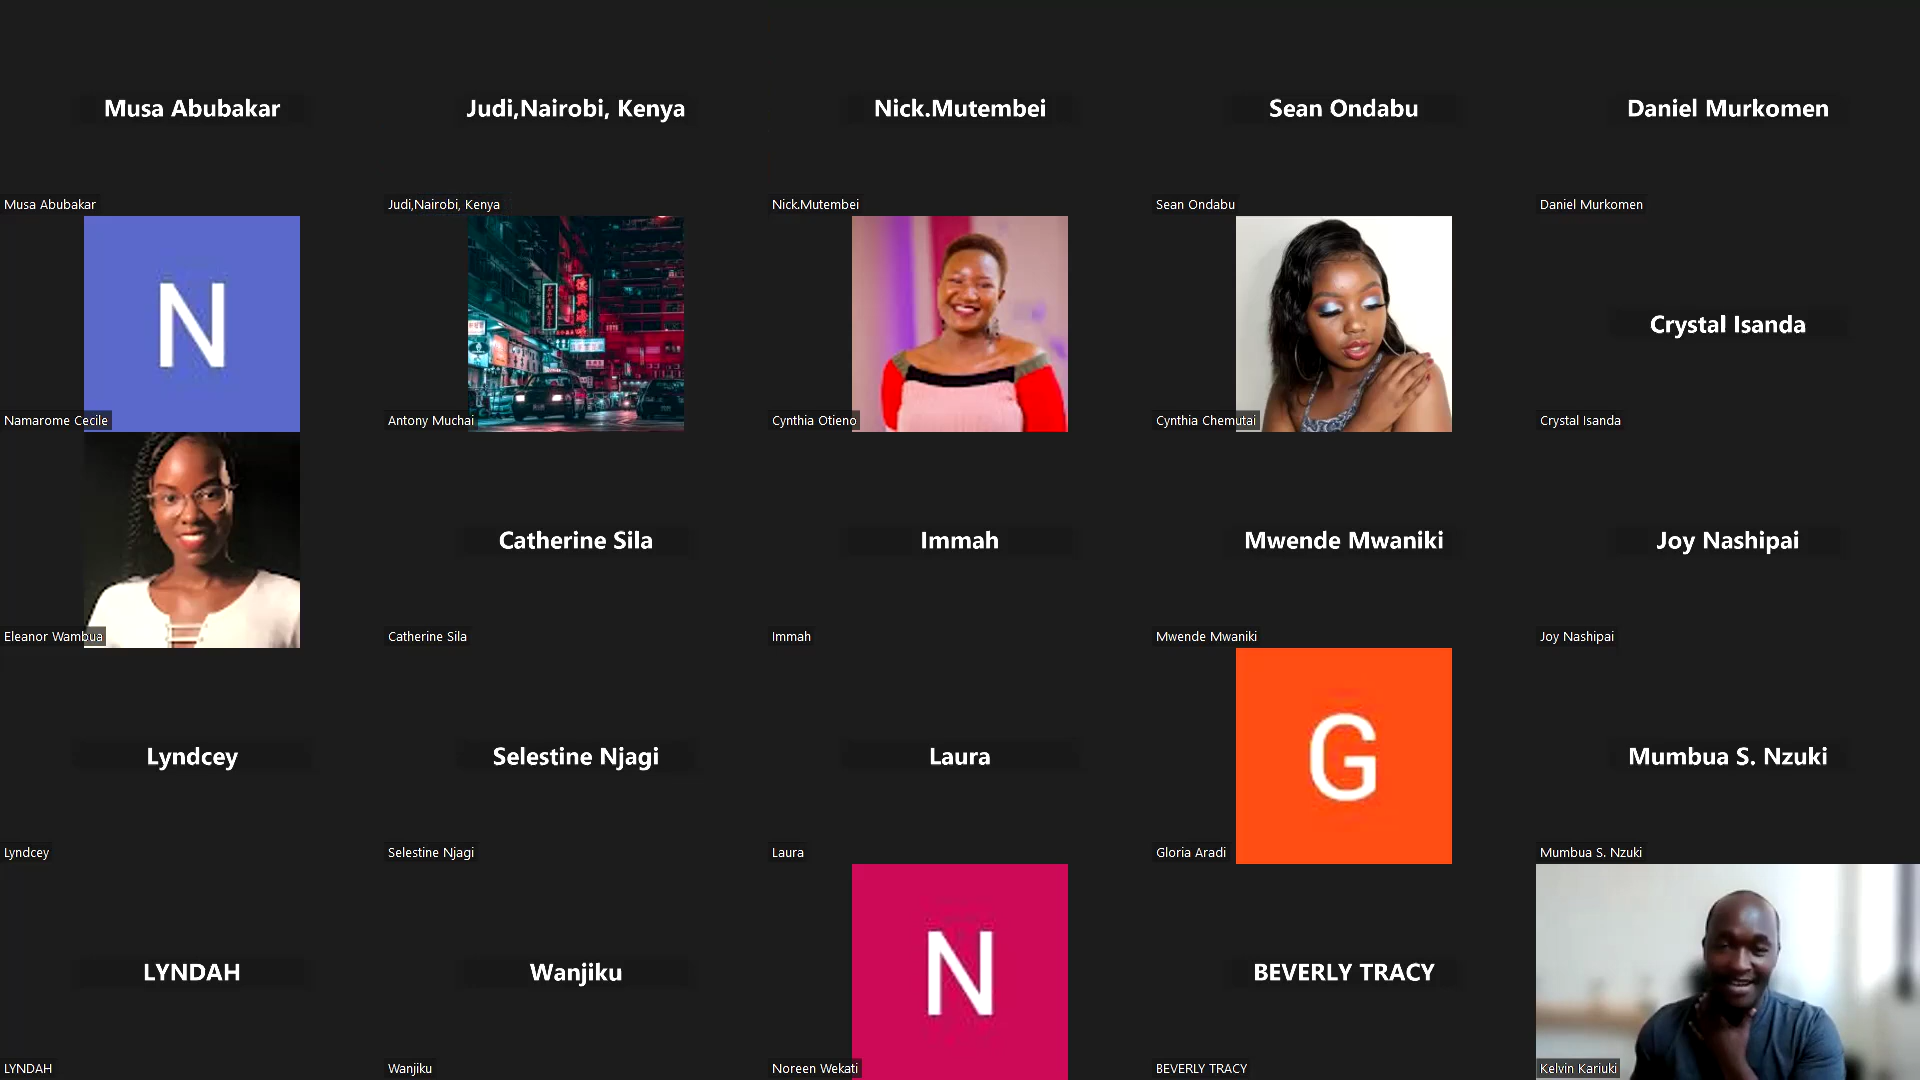 Musa Abubakar
Judi,Nairobi, Kenya
Nick.Mutembei
Sean Ondabu
Daniel Murkomen
Musa Abubakar
Judi,Nairobi, Kenya
Nick.Mutembei
Sean Ondabu
Daniel Murkomen
N
Crystal Isanda
Namarome Cecile
Antony Muchai
Cynthia Otieno
Cynthia Chemutai
Crystal Isanda
Catherine Sila
Immah
Mwende Mwaniki
Joy Nashipai
Eleanor Wambua
Catherine Sila
Immah
Mwende Mwaniki
Joy Nashipai
Lyndcey
Selestine Njagi
Laura
G
Mumbua S. Nzuki
Lyndcey
Selestine Njagi
Laura
Gloria Aradi
Mumbua S. Nzuki
LYNDAH
Wanjiku
N
BEVERLY TRACY
LYNDAH
Wanjiku
Noreen Wekati
BEVERLY TRACY
Kelvin Kariuki